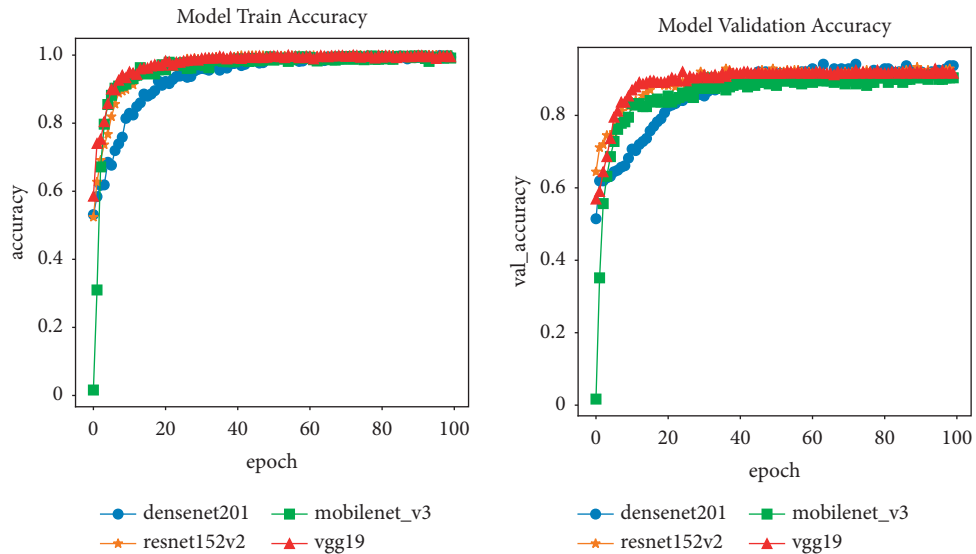 Model Train Accuracy
1.0
0.8
0.6
0.4
0.2
0
accuracy
0 20 40 60 80 100
epoch
densenet201 mobilenet_v3
resnet152v2 vgg19
Model Validation Accuracy
0.8
0.6
0.4
0.2
0.0
val_accuracy
0 20 40 60 80 100
epoch
densenet201 mobilenet_v3
resnet152v2 vgg19